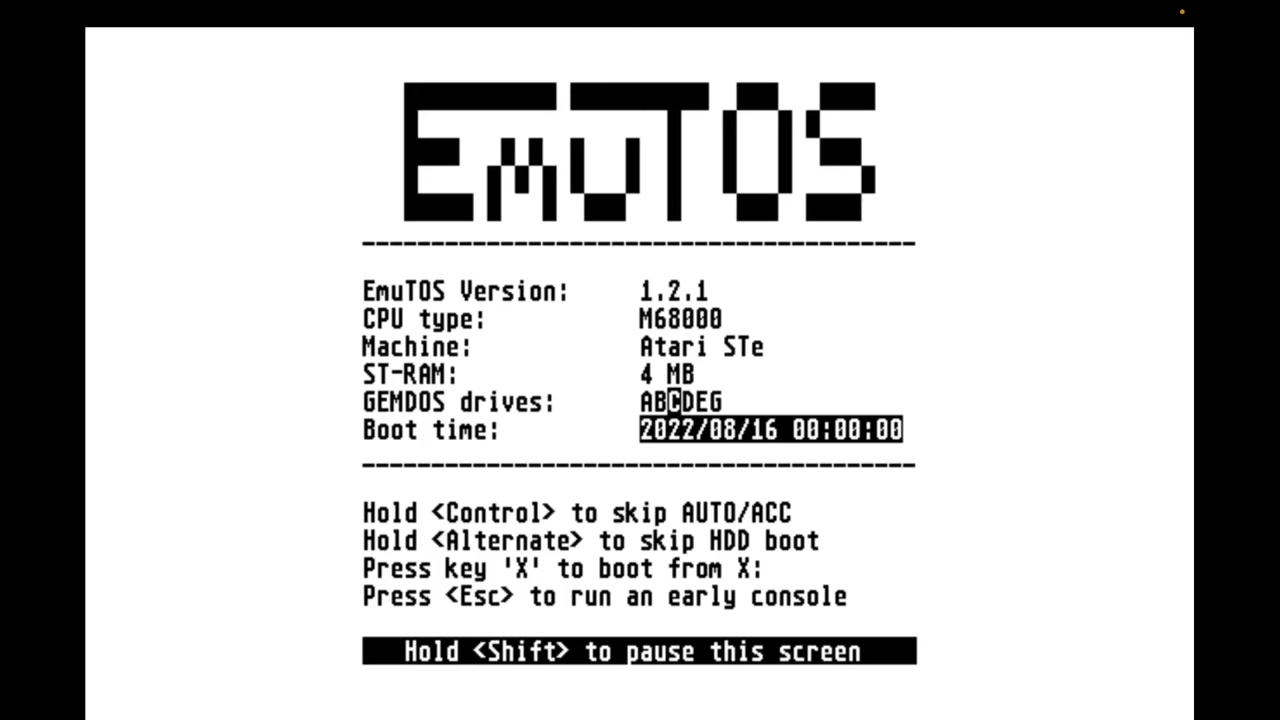 EmuTOS
EmuTOS Version: 1.2.1
CPU type: M68000
Machine: Atari STe
ST-RAM: 4 MB
GEMDOS drives: ABCDEG
Boot time: 2022/08/16 00:00:00
Hold <Control> to skip AUTO/ACC
Hold <Alternate> to skip HDD boot
Press key 'X' to boot from X:
Press <Esc> to run an early console
Hold <Shift> to pause this screen